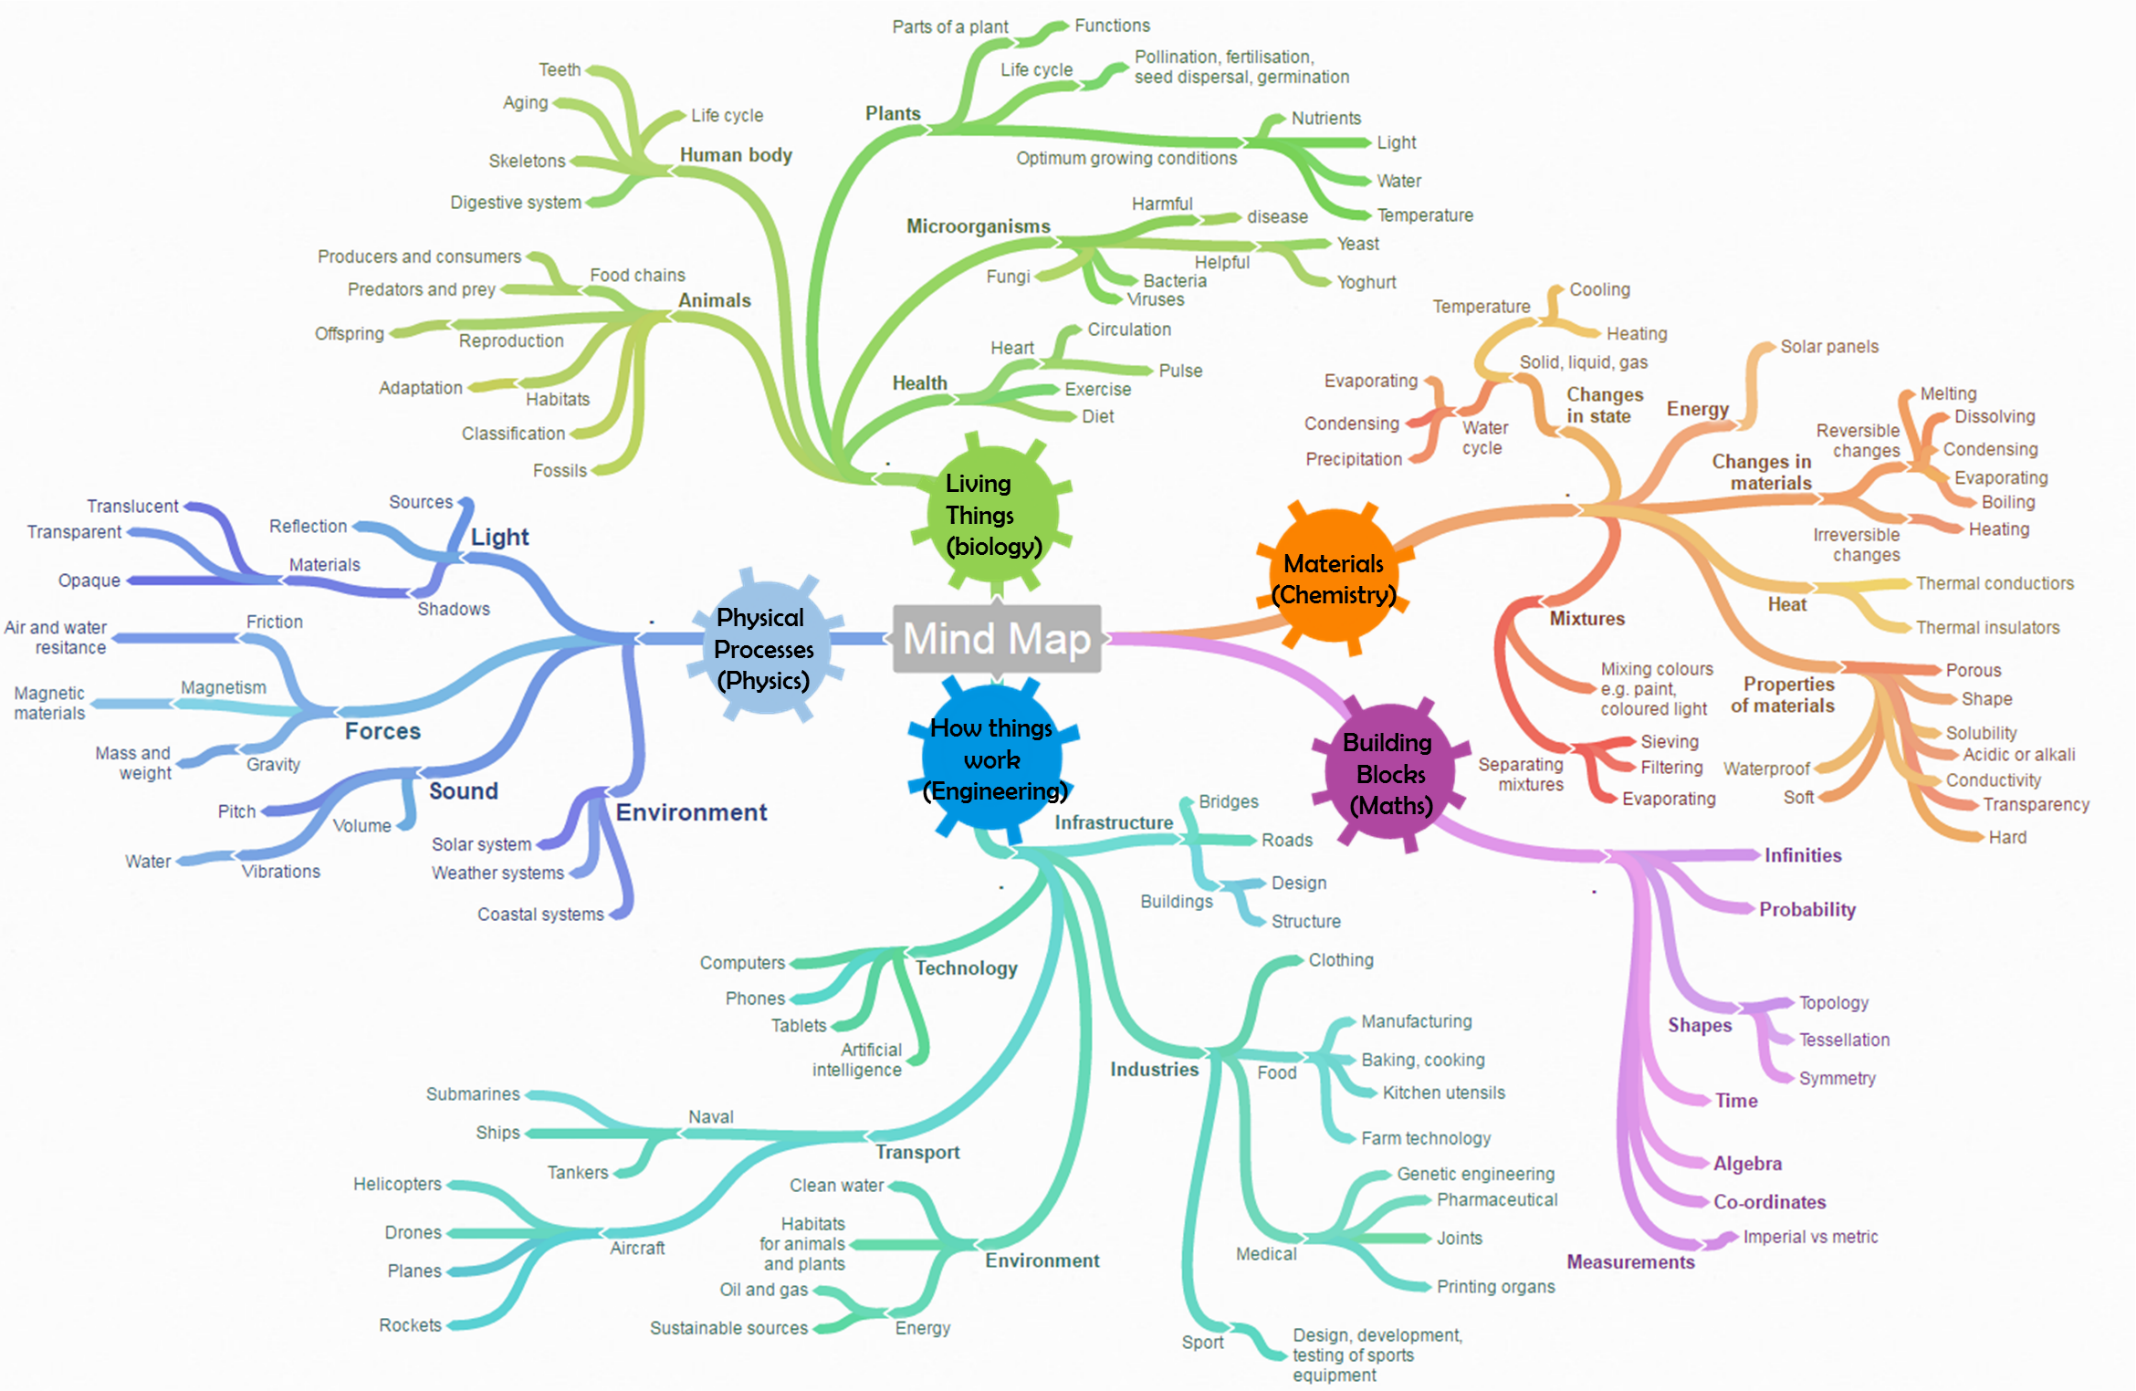 Mind Map
Living
Things
(biology)
Plants
Parts of a plant
Functions
Life cycle
Pollination, fertilisation,
seed dispersal, germination
Optimum growing conditions
Nutrients
Light
Water
Temperature
Microorganisms
Harmful
disease
Helpful
Yeast
Yoghurt
Fungi
Bacteria
Viruses
Health
Heart
Circulation
Pulse
Exercise
Diet
Human body
Teeth
Aging
Life cycle
Skeletons
Digestive system
Animals
Food chains
Producers and consumers
Predators and prey
Reproduction
Offspring
Habitats
Adaptation
Classification
Fossils
Physical
Processes
(Physics)
Light
Sources
Reflection
Shadows
Materials
Translucent
Transparent
Opaque
Forces
Friction
Air and water
resitance
Magnetism
Magnetic
materials
Gravity
Mass and
weight
Sound
Pitch
Volume
Vibrations
Water
Environment
Solar system
Weather systems
Coastal systems
Materials
(Chemistry)
Changes
in state
Solid, liquid, gas
Temperature
Cooling
Heating
Water
cycle
Evaporating
Condensing
Precipitation
Energy
Solar panels
Changes in
materials
Reversible
changes
Melting
Dissolving
Condensing
Evaporating
Boiling
Irreversible
changes
Heating
Heat
Thermal conductiors
Thermal insulators
Mixtures
Mixing colours
e.g. paint,
coloured light
Separating
mixtures
Sieving
Filtering
Evaporating
Properties
of materials
Porous
Shape
Solubility
Acidic or alkali
Conductivity
Transparency
Hard
Waterproof
Soft
How things
work
(Engineering)
Infrastructure
Bridges
Roads
Buildings
Design
Structure
Technology
Computers
Phones
Tablets
Artificial
intelligence
Transport
Naval
Submarines
Ships
Tankers
Aircraft
Helicopters
Drones
Planes
Rockets
Environment
Clean water
Habitats
for animals
and plants
Energy
Oil and gas
Sustainable sources
Industries
Clothing
Food
Manufacturing
Baking, cooking
Kitchen utensils
Farm technology
Medical
Genetic engineering
Pharmaceutical
Joints
Printing organs
Sport
Design, development,
testing of sports
equipment
Building
Blocks
(Maths)
Infinities
Probability
Shapes
Topology
Tessellation
Symmetry
Time
Algebra
Co-ordinates
Measurements
Imperial vs metric